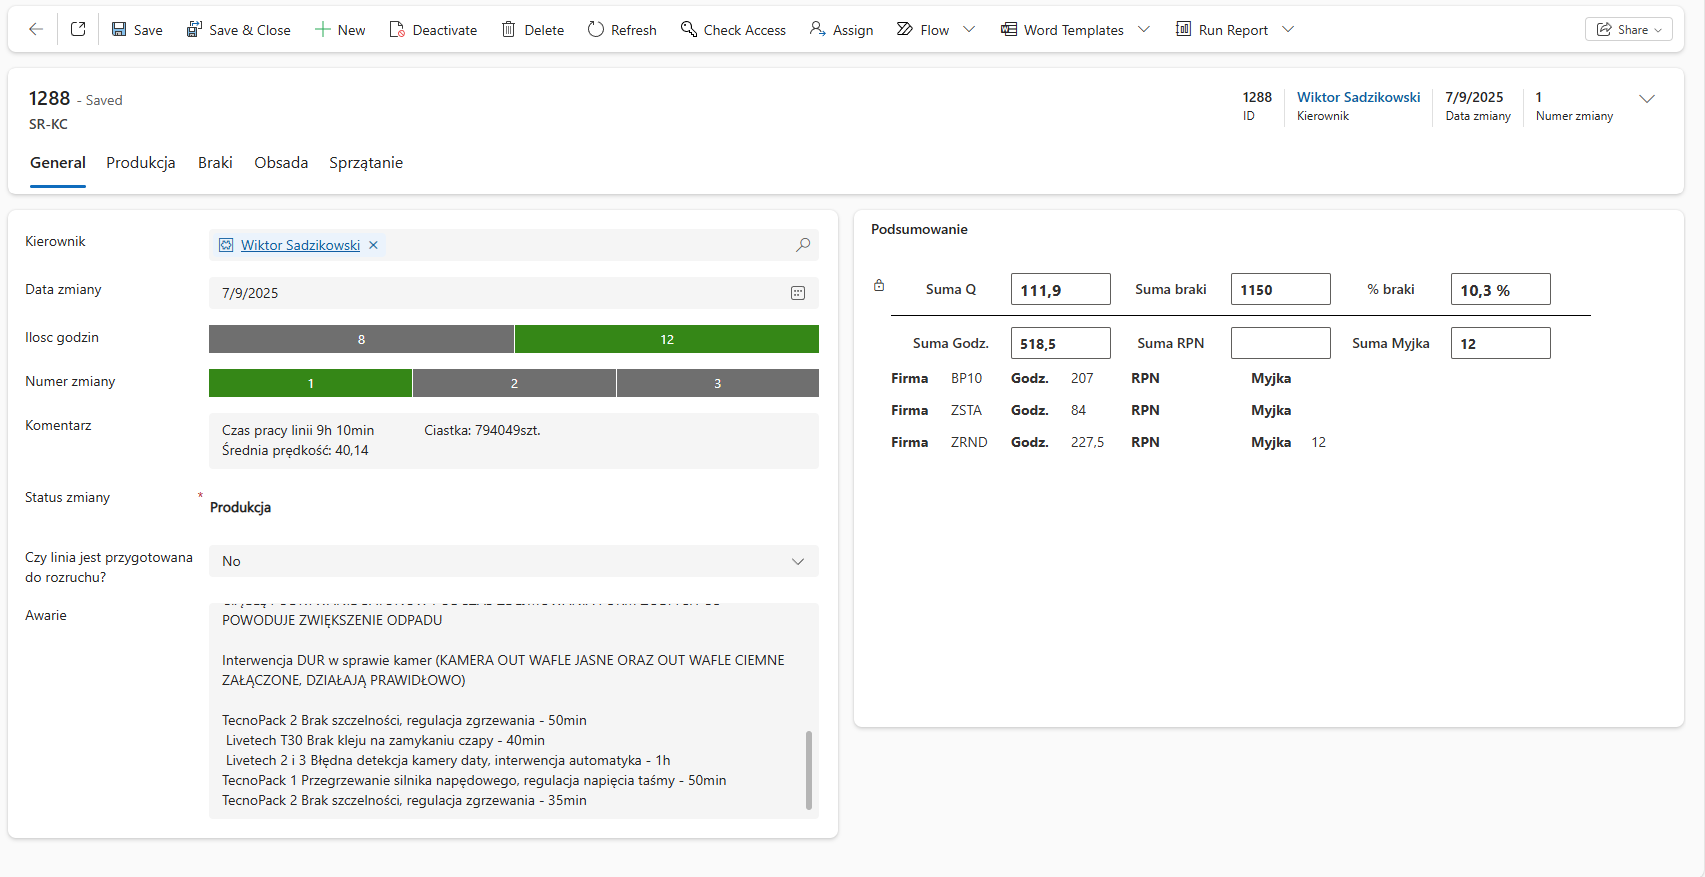 Save
Save & Close
New
Deactivate
Delete
Refresh
Check Access
Assign
Flow
Word Templates
Run Report
Share
1288 - Saved
SR-KC
1288
ID
Wiktor Sadzikowski
Kierownik
7/9/2025
Data zmiany
1
Numer zmiany
General
Produkcja
Braki
Obsada
Sprzątanie
Kierownik
Wiktor Sadzikowski
Data zmiany
7/9/2025
Ilosc godzin
8
12
Numer zmiany
1
2
3
Komentarz
Czas pracy linii 9h 10min Ciastka: 794049szt.
Średnia prędkość: 40,14
Status zmiany *
Produkcja
Czy linia jest przygotowana
do rozruchu?
No
Awarie
POWODUJE ZWIĘKSZENIE ODPADU
Interwencja DUR w sprawie kamer (KAMERA OUT WAFLE JASNE ORAZ OUT WAFLE CIEMNE
ZAŁĄCZONE, DZIAŁAJĄ PRAWIDŁOWO)
TecnoPack 2 Brak szczelności, regulacja zgrzewania - 50min
Livetech T30 Brak kleju na zamykaniu czapy - 40min
Livetech 2 i 3 Błędna detekcja kamery daty, interwencja automatyka - 1h
TecnoPack 1 Przegrzewanie silnika napędowego, regulacja napięcia taśmy - 50min
TecnoPack 2 Brak szczelności, regulacja zgrzewania - 35min
Podsumowanie
Suma Q 111,9 Suma braki 1150 % braki 10,3 %
Suma Godz. 518,5 Suma RPN Suma Myjka 12
Firma BP10 Godz. 207 RPN Myjka
Firma ZSTA Godz. 84 RPN Myjka
Firma ZRND Godz. 227,5 RPN Myjka 12